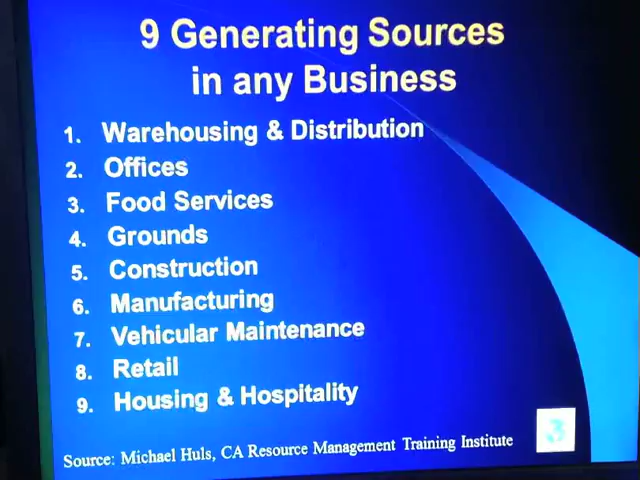 9 Generating Sources
in any Business
1. Warehousing & Distribution
2. Offices
3. Food Services
4. Grounds
5. Construction
6. Manufacturing
7. Vehicular Maintenance
8. Retail
9. Housing & Hospitality
Source: Michael Huls, CA Resource Management Training Institute
3